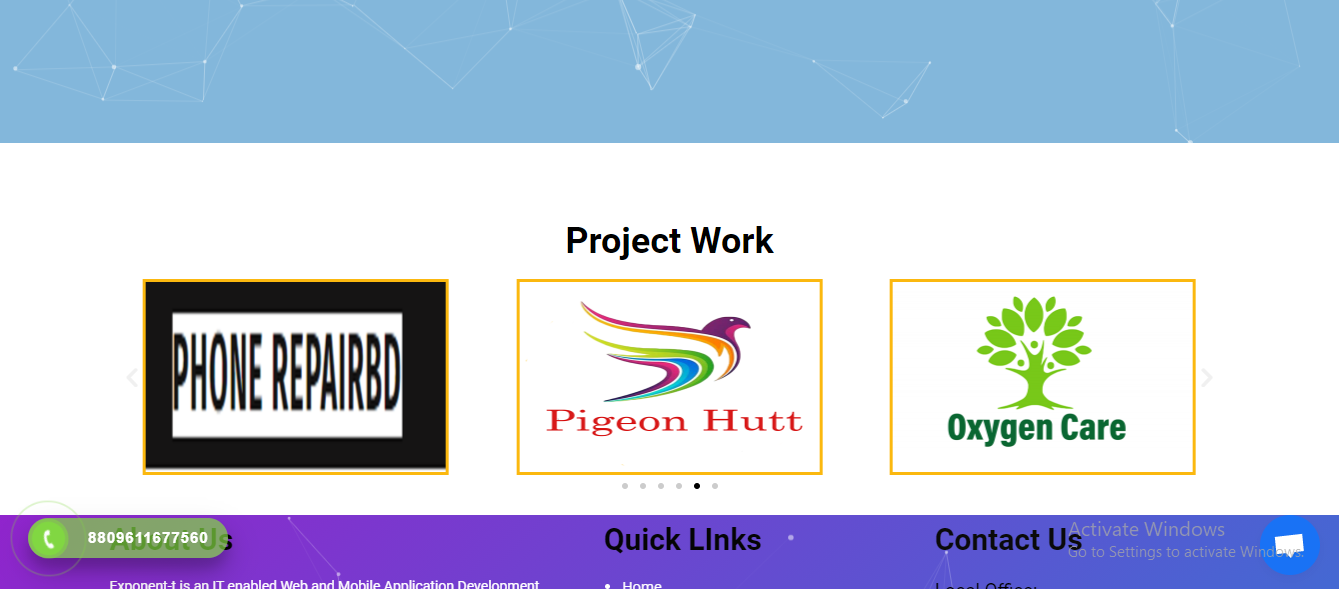 Project Work
PHONE REPAIRBD
Pigeon Hutt
Oxygen Care
8809611677560
About Us
Quick LInks
Contact Us
Activate Windows
Go to Settings to activate Windows.
Exponent-t is an IT enabled Web and Mobile Application Development
Home
Local Office: